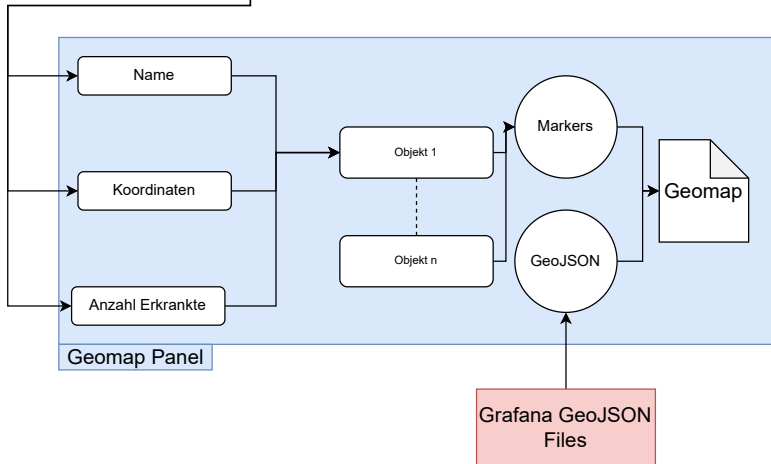 Name
Koordinaten
Anzahl Erkrankte
Objekt 1
Objekt n
Markers
GeoJSON
Geomap
Geomap Panel
Grafana GeoJSON
Files